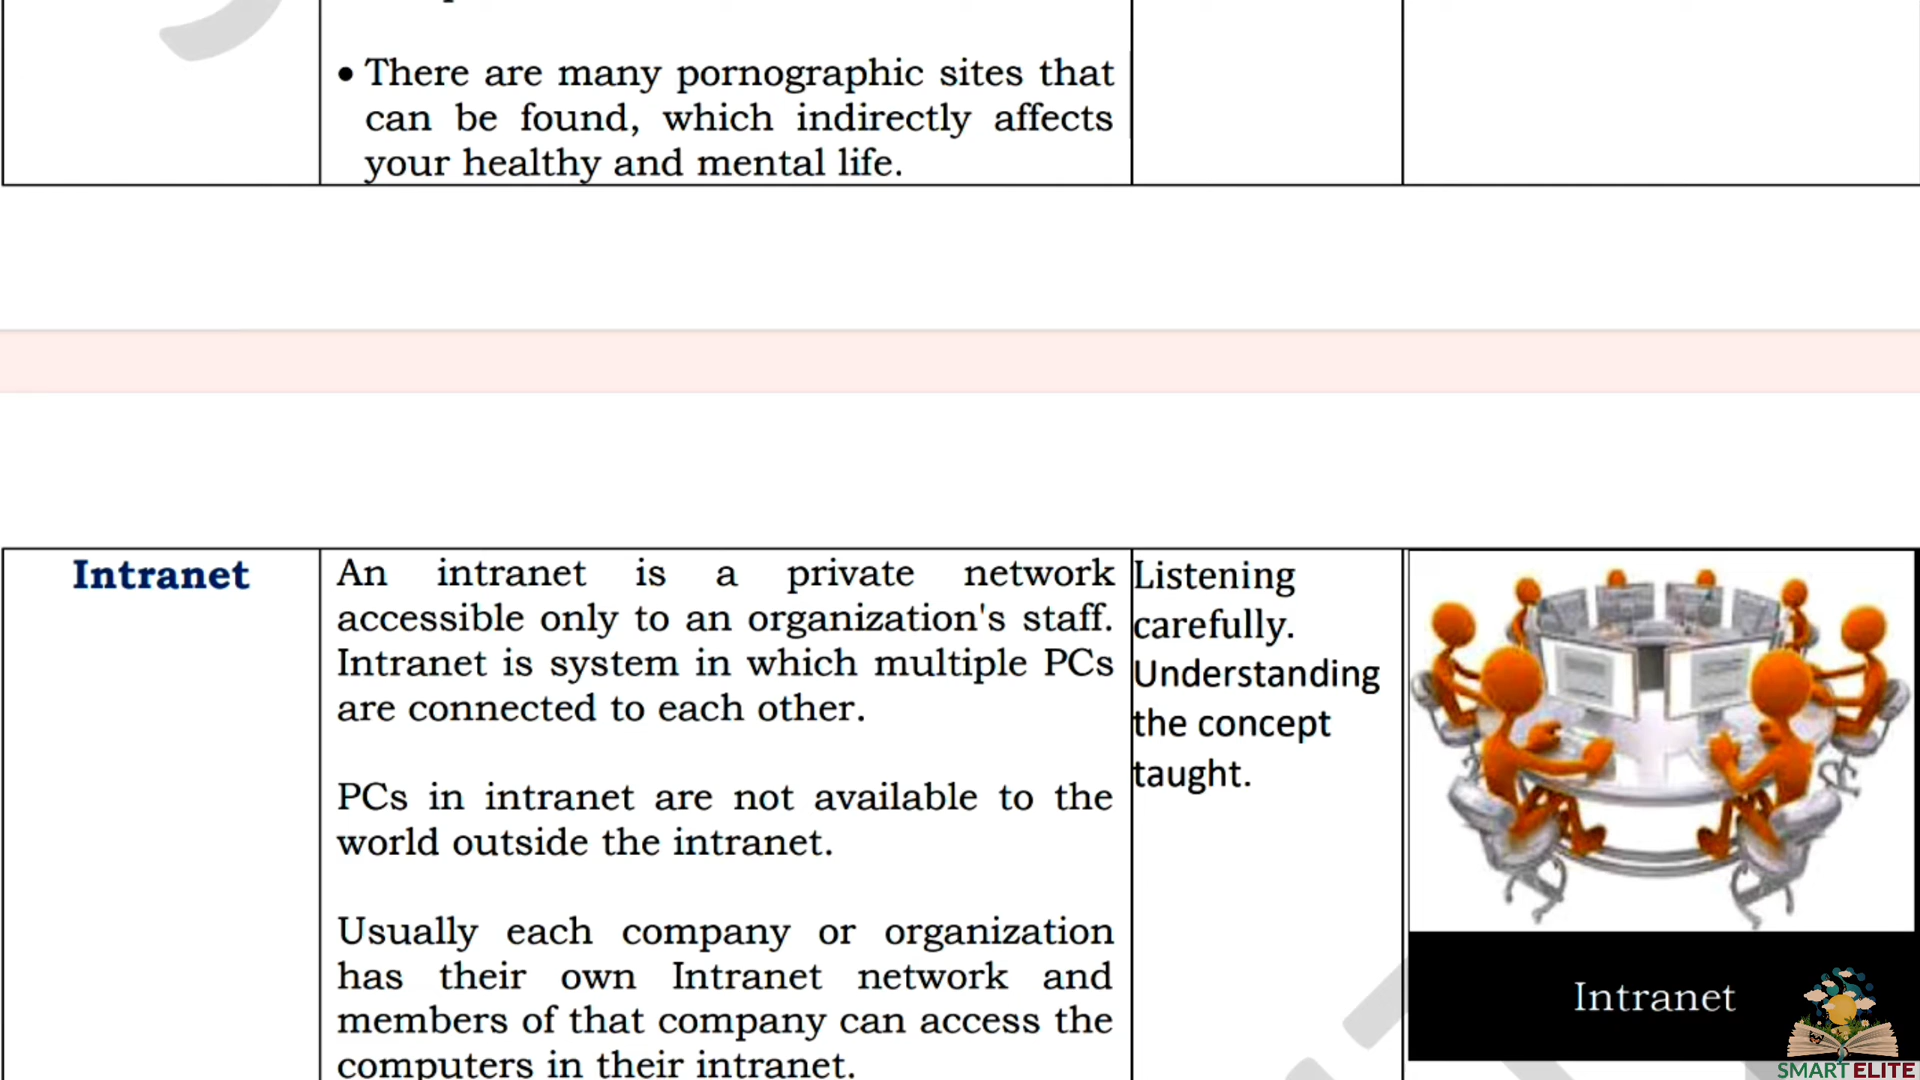 • There are many pornographic sites that
can be found, which indirectly affects
your healthy and mental life.
Intranet
An intranet is a private network
accessible only to an organization's staff.
Intranet is system in which multiple PCs
are connected to each other.
PCs in intranet are not available to the
world outside the intranet.
Usually each company or organization
has their own Intranet network and
members of that company can access the
computers in their intranet.
Listening
carefully.
Understanding
the concept
taught.
Intranet
SMART ELITE